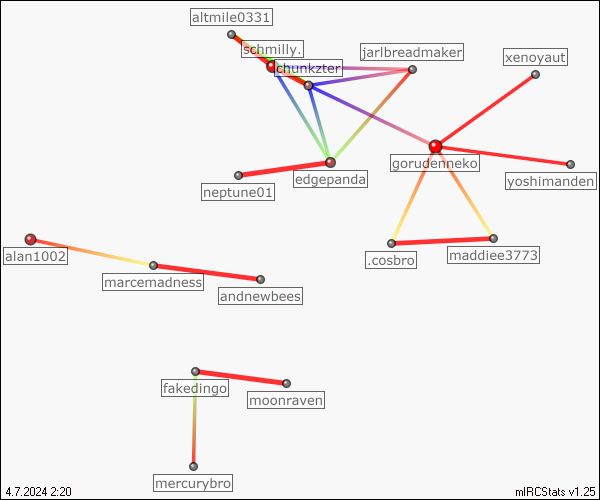 altmile0331
schmilly.
jarlbreadmaker
xenoyaut
chunkzter
gorudenneko
edgepanda
yoshimanden
neptune01
alan1002
.cosbro
maddiee3773
marcemadness
andnewbees
fakedingo
moonraven
mercurybro
4.7.2024 2:20
mIRCStats v1.25